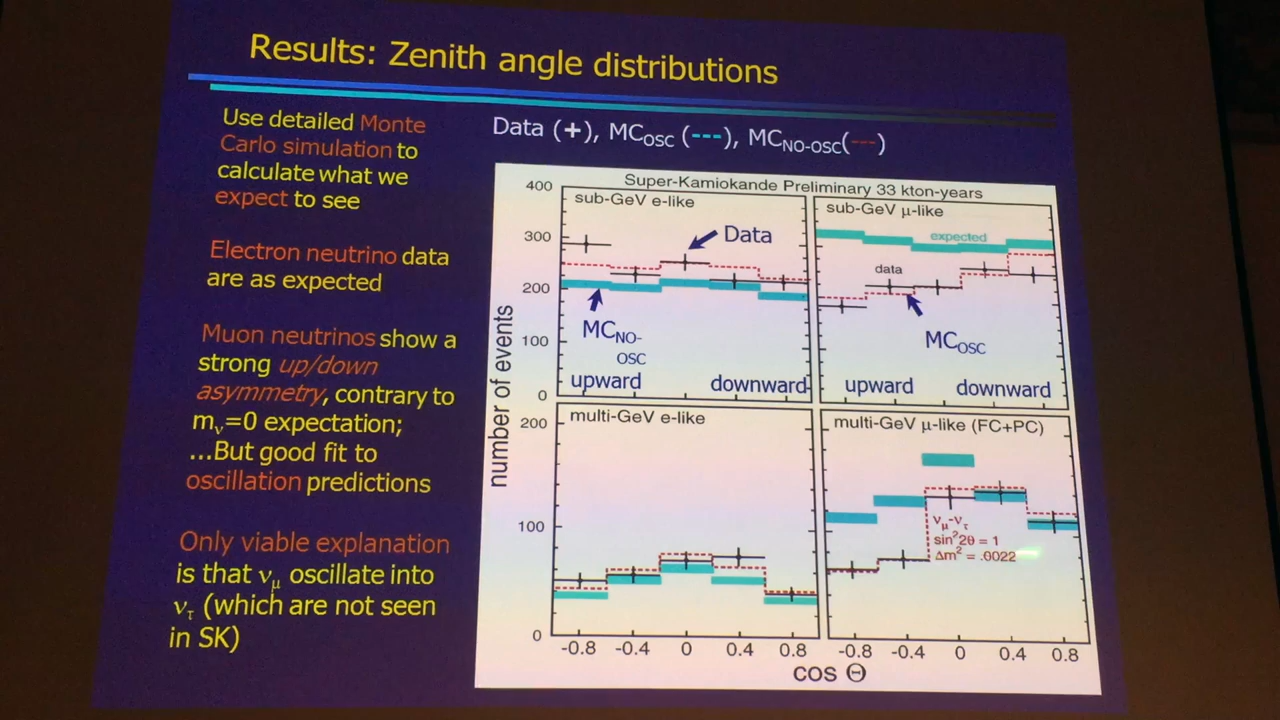 Results: Zenith angle distributions
Use detailed Monte
Carlo simulation to
calculate what we
expect to see
Electron neutrino data
are as expected
Muon neutrinos show a
strong up/down
asymmetry, contrary to
mν=0 expectation;
...But good fit to
oscillation predictions
Only viable explanation
is that νμ oscillate into
ντ (which are not seen
in SK)
Data (+), MCOSC (---), MCNO-OSC(---)
Super-Kamiokande Preliminary 33 kton-years
number of events
400
300
200
100
0
sub-GeV e-like
Data
MCNO-
OSC
upward downward
sub-GeV μ-like
expected
data
MCOSC
upward downward
200
100
0
multi-GeV e-like
multi-GeV μ-like (FC+PC)
νμ-ντ
sin²2θ = 1
Δm² = .0022
-0.8 -0.4 0 0.4 0.8
-0.8 -0.4 0 0.4 0.8
cos Θ